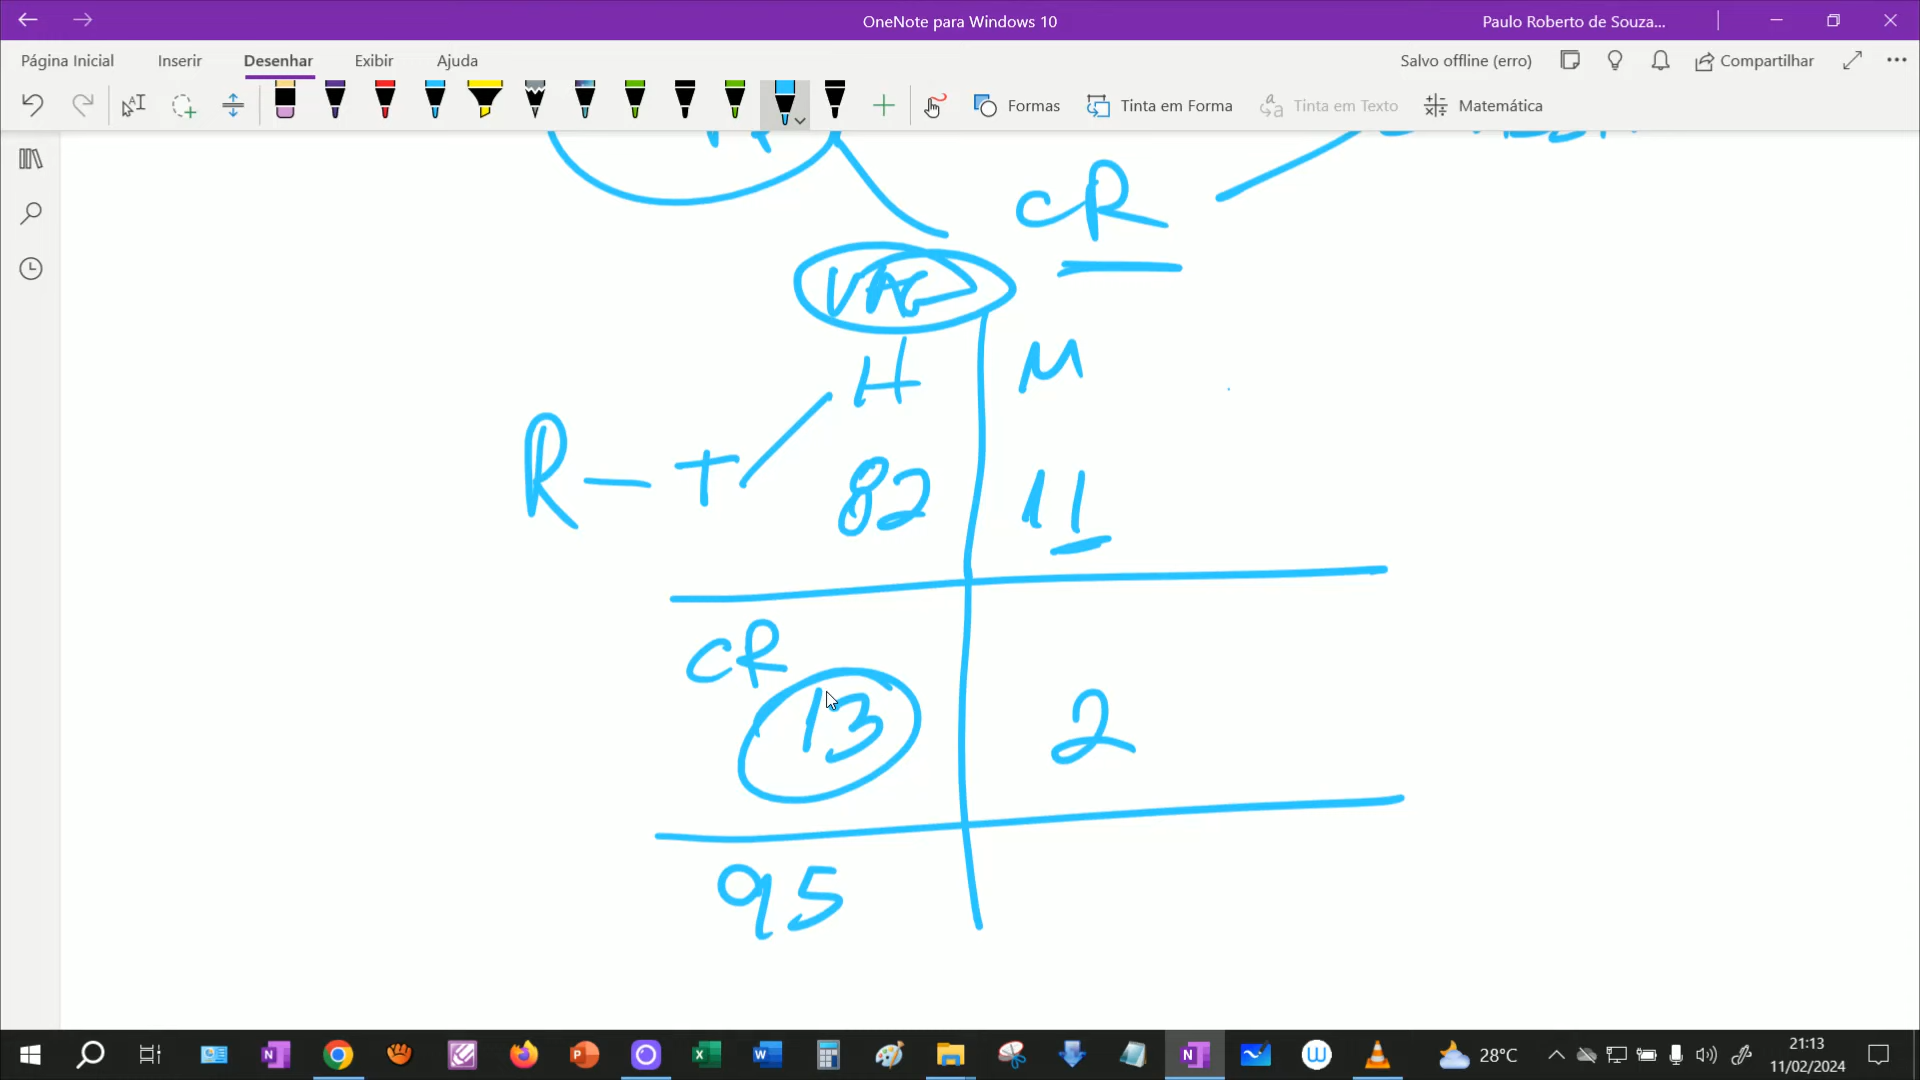 OneNote para Windows 10
Paulo Roberto de Souza...
Página Inicial Inserir Desenhar Exibir Ajuda
Salvo offline (erro) Compartilhar
Formas Tinta em Forma Tinta em Texto Matemática
CR
VAG
H M
R — T 82 11
CR
13 2
95
28°C
21:13
11/02/2024